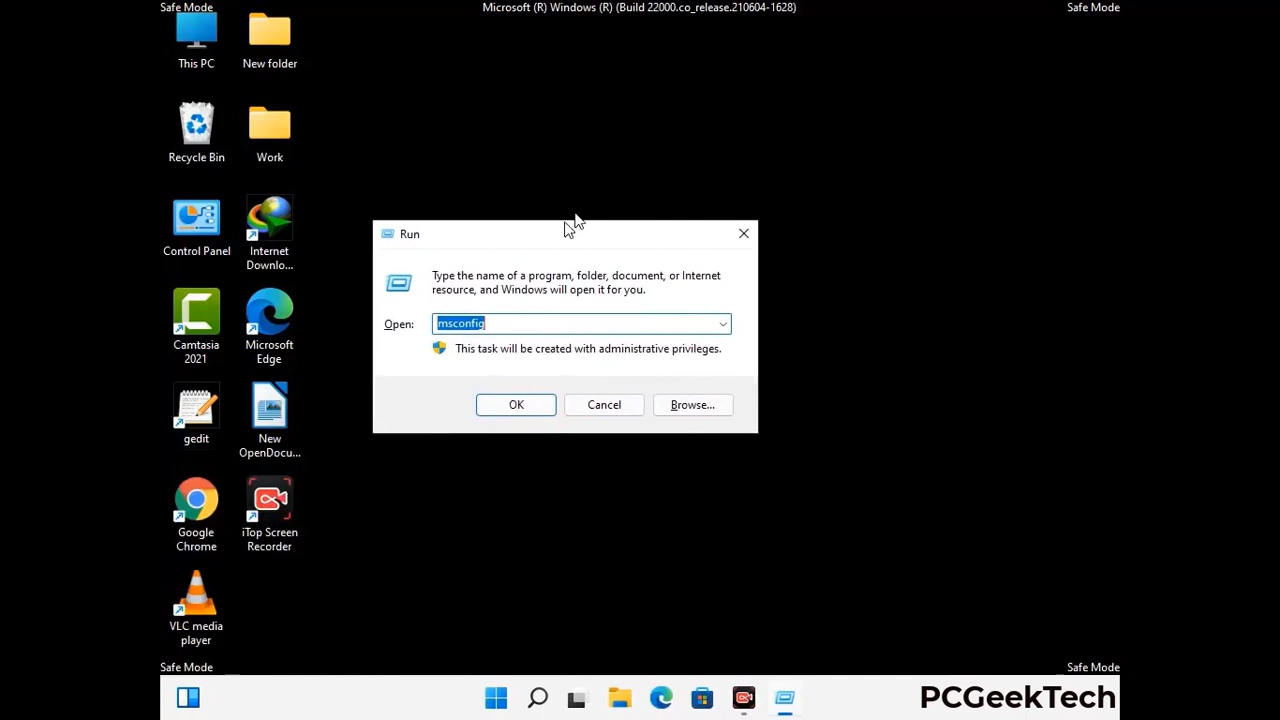 Safe Mode
Microsoft (R) Windows (R) (Build 22000.co_release.210604-1628)
Safe Mode
This PC
New folder
Recycle Bin
Work
Control Panel
Internet
Downlo...
Camtasia
2021
Microsoft
Edge
gedit
New
OpenDocu...
Google
Chrome
iTop Screen
Recorder
VLC media
player
Run
Type the name of a program, folder, document, or Internet
resource, and Windows will open it for you.
Open:
msconfig
This task will be created with administrative privileges.
OK
Cancel
Browse...
Safe Mode
Safe Mode
PCGeekTech